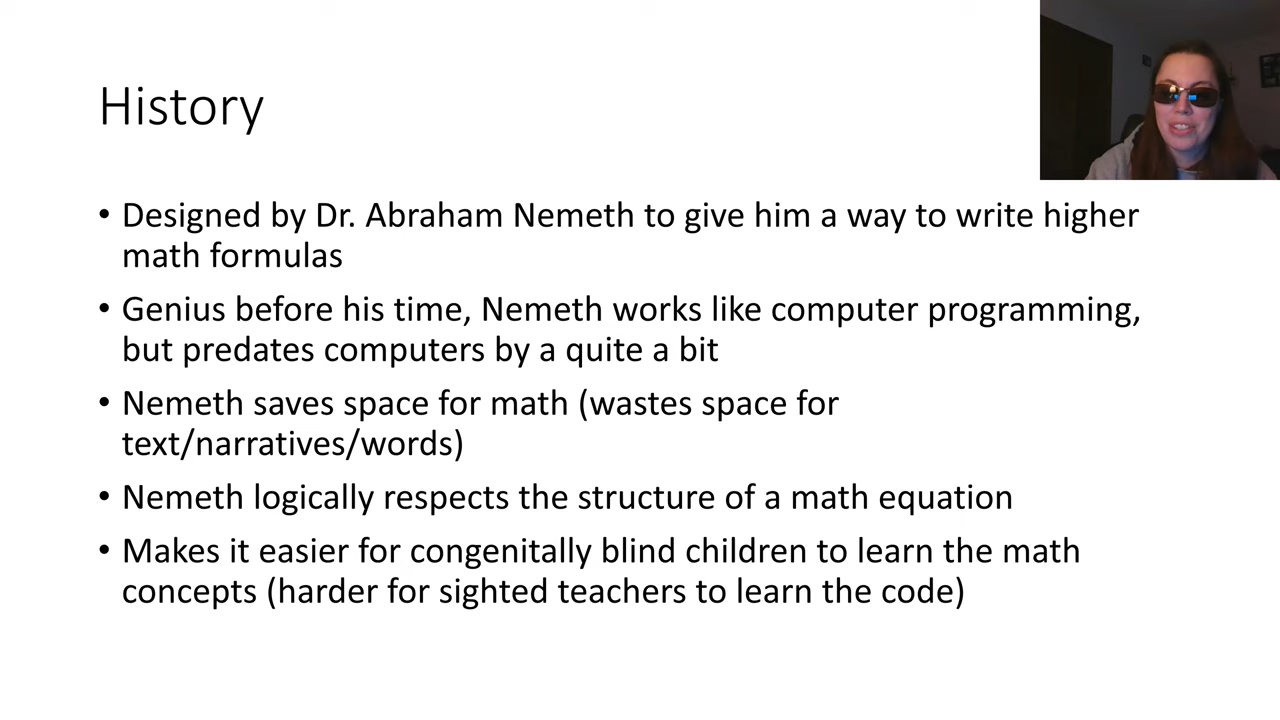 History
• Designed by Dr. Abraham Nemeth to give him a way to write higher
math formulas
• Genius before his time, Nemeth works like computer programming,
but predates computers by a quite a bit
• Nemeth saves space for math (wastes space for
text/narratives/words)
• Nemeth logically respects the structure of a math equation
• Makes it easier for congenitally blind children to learn the math
concepts (harder for sighted teachers to learn the code)